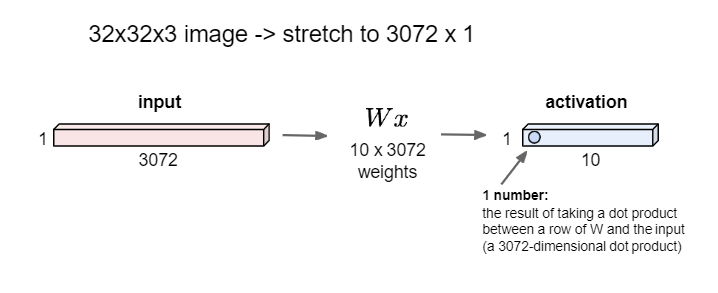 32x32x3 image -> stretch to 3072 x 1
input
1
3072
Wx
10 x 3072
weights
activation
1
10
1 number:
the result of taking a dot product
between a row of W and the input
(a 3072-dimensional dot product)